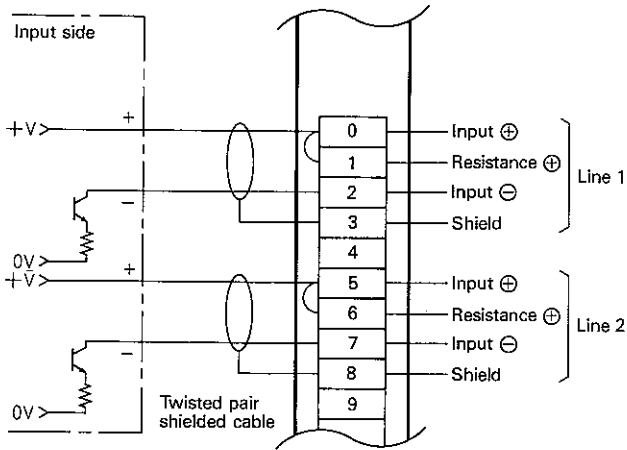 Input side
+V
+
0
Input ⊕
1
Resistance ⊕
Line 1
2
Input ⊖
−
3
Shield
0V
4
+V
+
5
Input ⊕
6
Resistance ⊕
Line 2
7
Input ⊖
−
8
Shield
0V
Twisted pair
shielded cable
9